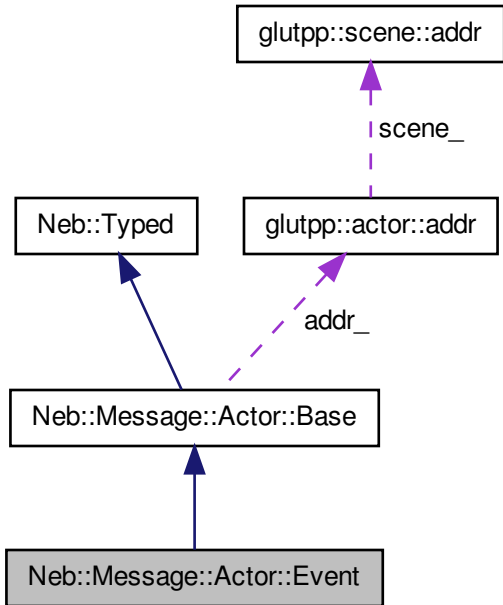 glutpp::scene::addr
scene_
Neb::Typed
glutpp::actor::addr
addr_
Neb::Message::Actor::Base
Neb::Message::Actor::Event